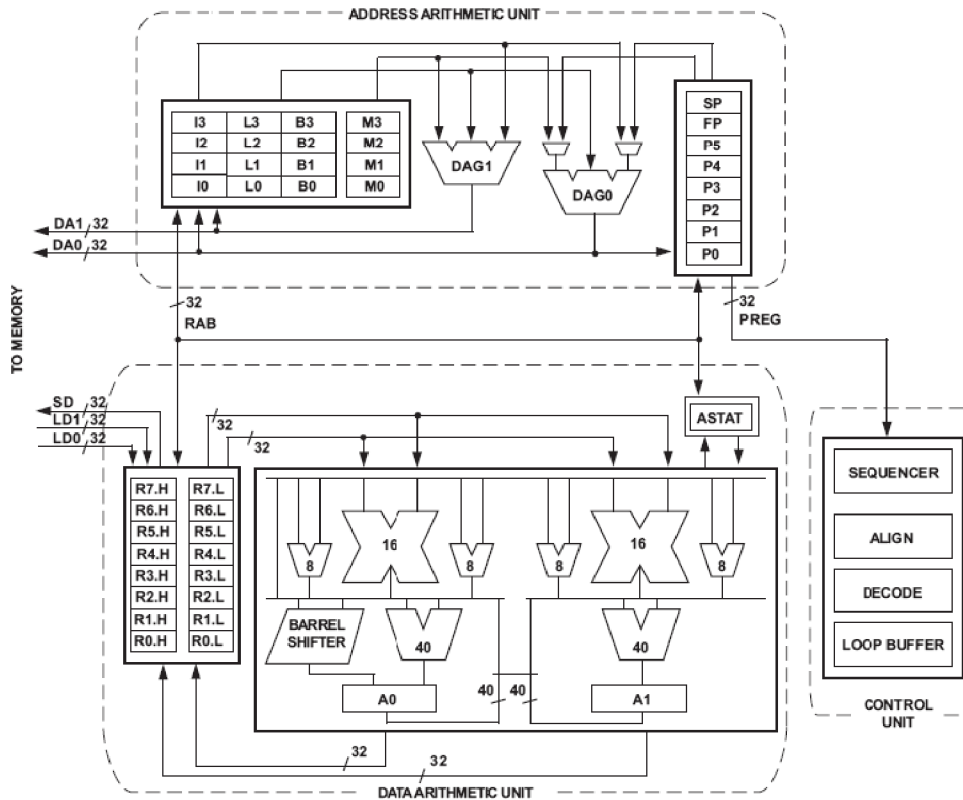 ADDRESS ARITHMETIC UNIT
SP
I3 L3 B3 M3 FP
I2 L2 B2 M2 P5
I1 L1 B1 M1 DAG1 P4
I0 L0 B0 M0 DAG0 P3
P2
DA1 32 P1
DA0 32 P0
TO MEMORY
32 32
RAB PREG
SD 32 32 ASTAT
LD1 32
LD0 32 32
R7.H R7.L SEQUENCER
R6.H R6.L
R5.H R5.L 16 16 ALIGN
R4.H R4.L 8 8 8 8
R3.H R3.L
R2.H R2.L DECODE
R1.H R1.L BARREL
R0.H R0.L SHIFTER 40 40 LOOP BUFFER
A0 40 40 A1
CONTROL
UNIT
32
32
DATA ARITHMETIC UNIT